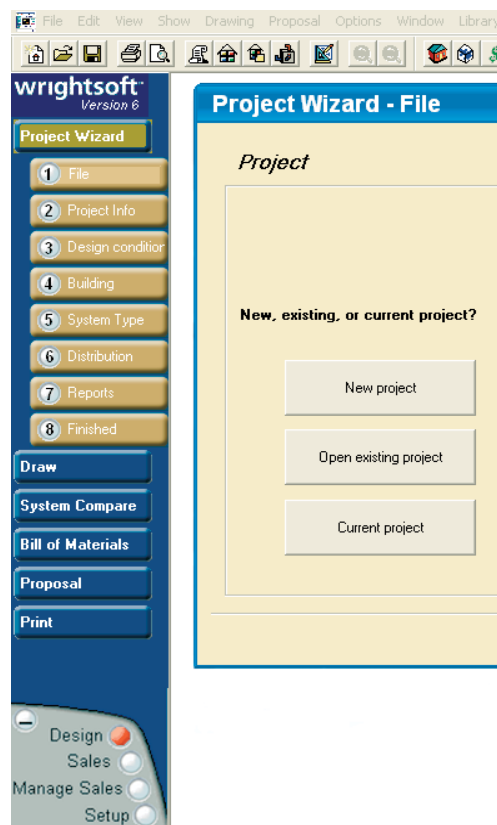 File Edit View Show Drawing Proposal Options Window Library
wrightsoft
Version 6
Project Wizard
1 File
2 Project Info
3 Design condition
4 Building
5 System Type
6 Distribution
7 Reports
8 Finished
Draw
System Compare
Bill of Materials
Proposal
Print
Design
Sales
Manage Sales
Setup
Project Wizard - File
Project
New, existing, or current project?
New project
Open existing project
Current project